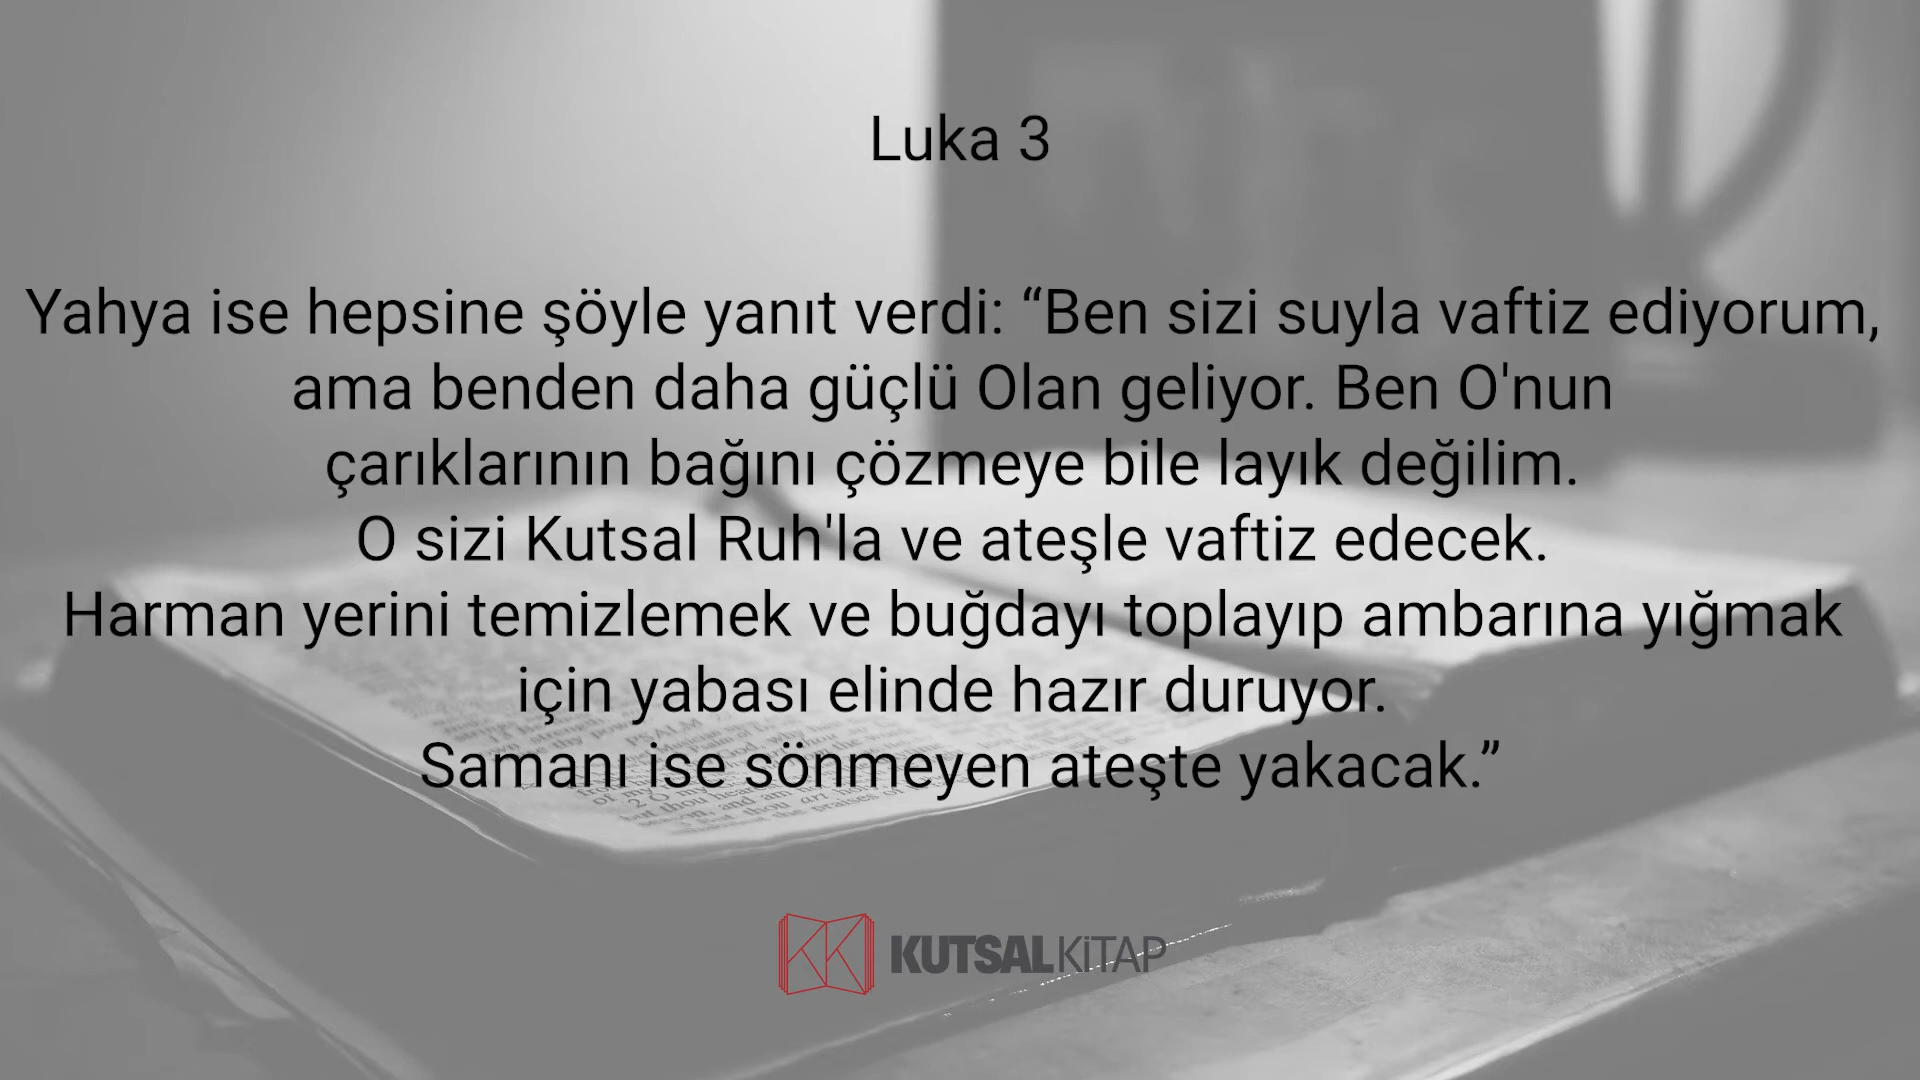 Luka 3
Yahya ise hepsine şöyle yanıt verdi: “Ben sizi suyla vaftiz ediyorum,
ama benden daha güçlü Olan geliyor. Ben O'nun
çarıklarının bağını çözmeye bile layık değilim.
O sizi Kutsal Ruh'la ve ateşle vaftiz edecek.
Harman yerini temizlemek ve buğdayı toplayıp ambarına yığmak
için yabası elinde hazır duruyor.
Samanı ise sönmeyen ateşte yakacak.”
KUTSALKiTAP